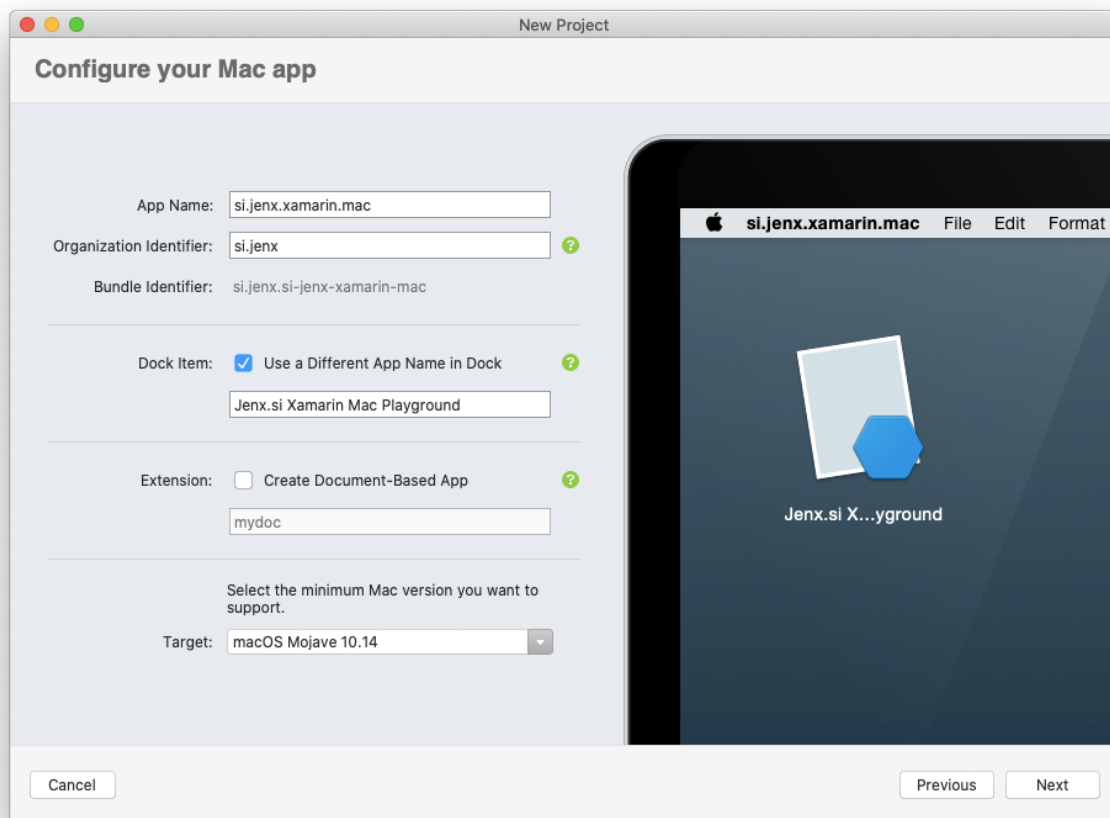 New Project
Configure your Mac app
App Name: si.jenx.xamarin.mac
Organization Identifier: si.jenx ?
Bundle Identifier: si.jenx.si-jenx-xamarin-mac
Dock Item: Use a Different App Name in Dock ?
Jenx.si Xamarin Mac Playground
Extension: Create Document-Based App ?
mydoc
Select the minimum Mac version you want to
support.
Target: macOS Mojave 10.14
si.jenx.xamarin.mac File Edit Format
Jenx.si X...yground
Cancel Previous Next